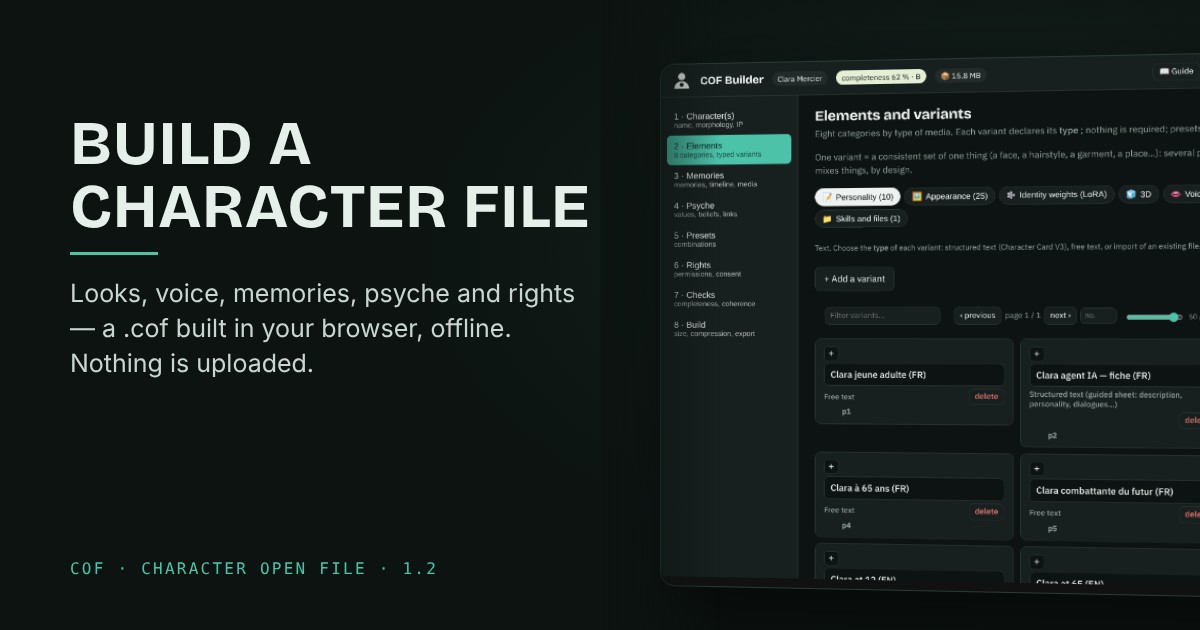 BUILD A
CHARACTER FILE
Looks, voice, memories, psyche and rights
— a .cof built in your browser, offline.
Nothing is uploaded.
COF · CHARACTER OPEN FILE · 1.2
COF Builder
Clara Mercier
completeness 62 % · B
📦 15.8 MB
📖 Guide
1 · Character(s)
name, morphology, IP
2 · Elements
8 categories, typed variants
3 · Memories
memories, timeline, media
4 · Psyche
values, beliefs, links
5 · Presets
combinations
6 · Rights
permissions, consent
7 · Checks
completeness, coherence
8 · Build
size, compression, export
Elements and variants
Eight categories by type of media. Each variant declares its type ; nothing is required; presets
One variant = a consistent set of one thing (a face, a hairstyle, a garment, a place...): several p
mixes things, by design.
📝 Personality (10)
🖼️ Appearance (25)
Identity weights (LoRA)
🧊 3D
👄 Voic
📁 Skills and files (1)
Text. Choose the type of each variant: structured text (Character Card V3), free text, or import of an existing file.
+ Add a variant
Filter variants...
‹ previous
page 1 / 1
next ›
no.
+
Clara jeune adulte (FR)
Free text
delete
p1
+
Clara agent IA — fiche (FR)
Structured text (guided sheet: description,
personality, dialogues...)
dele
p2
+
Clara à 65 ans (FR)
Free text
delete
p4
+
Clara combattante du futur (FR)
Free text
dele
p5
+
Clara at 12 (EN)
+
Clara at 65 (EN)